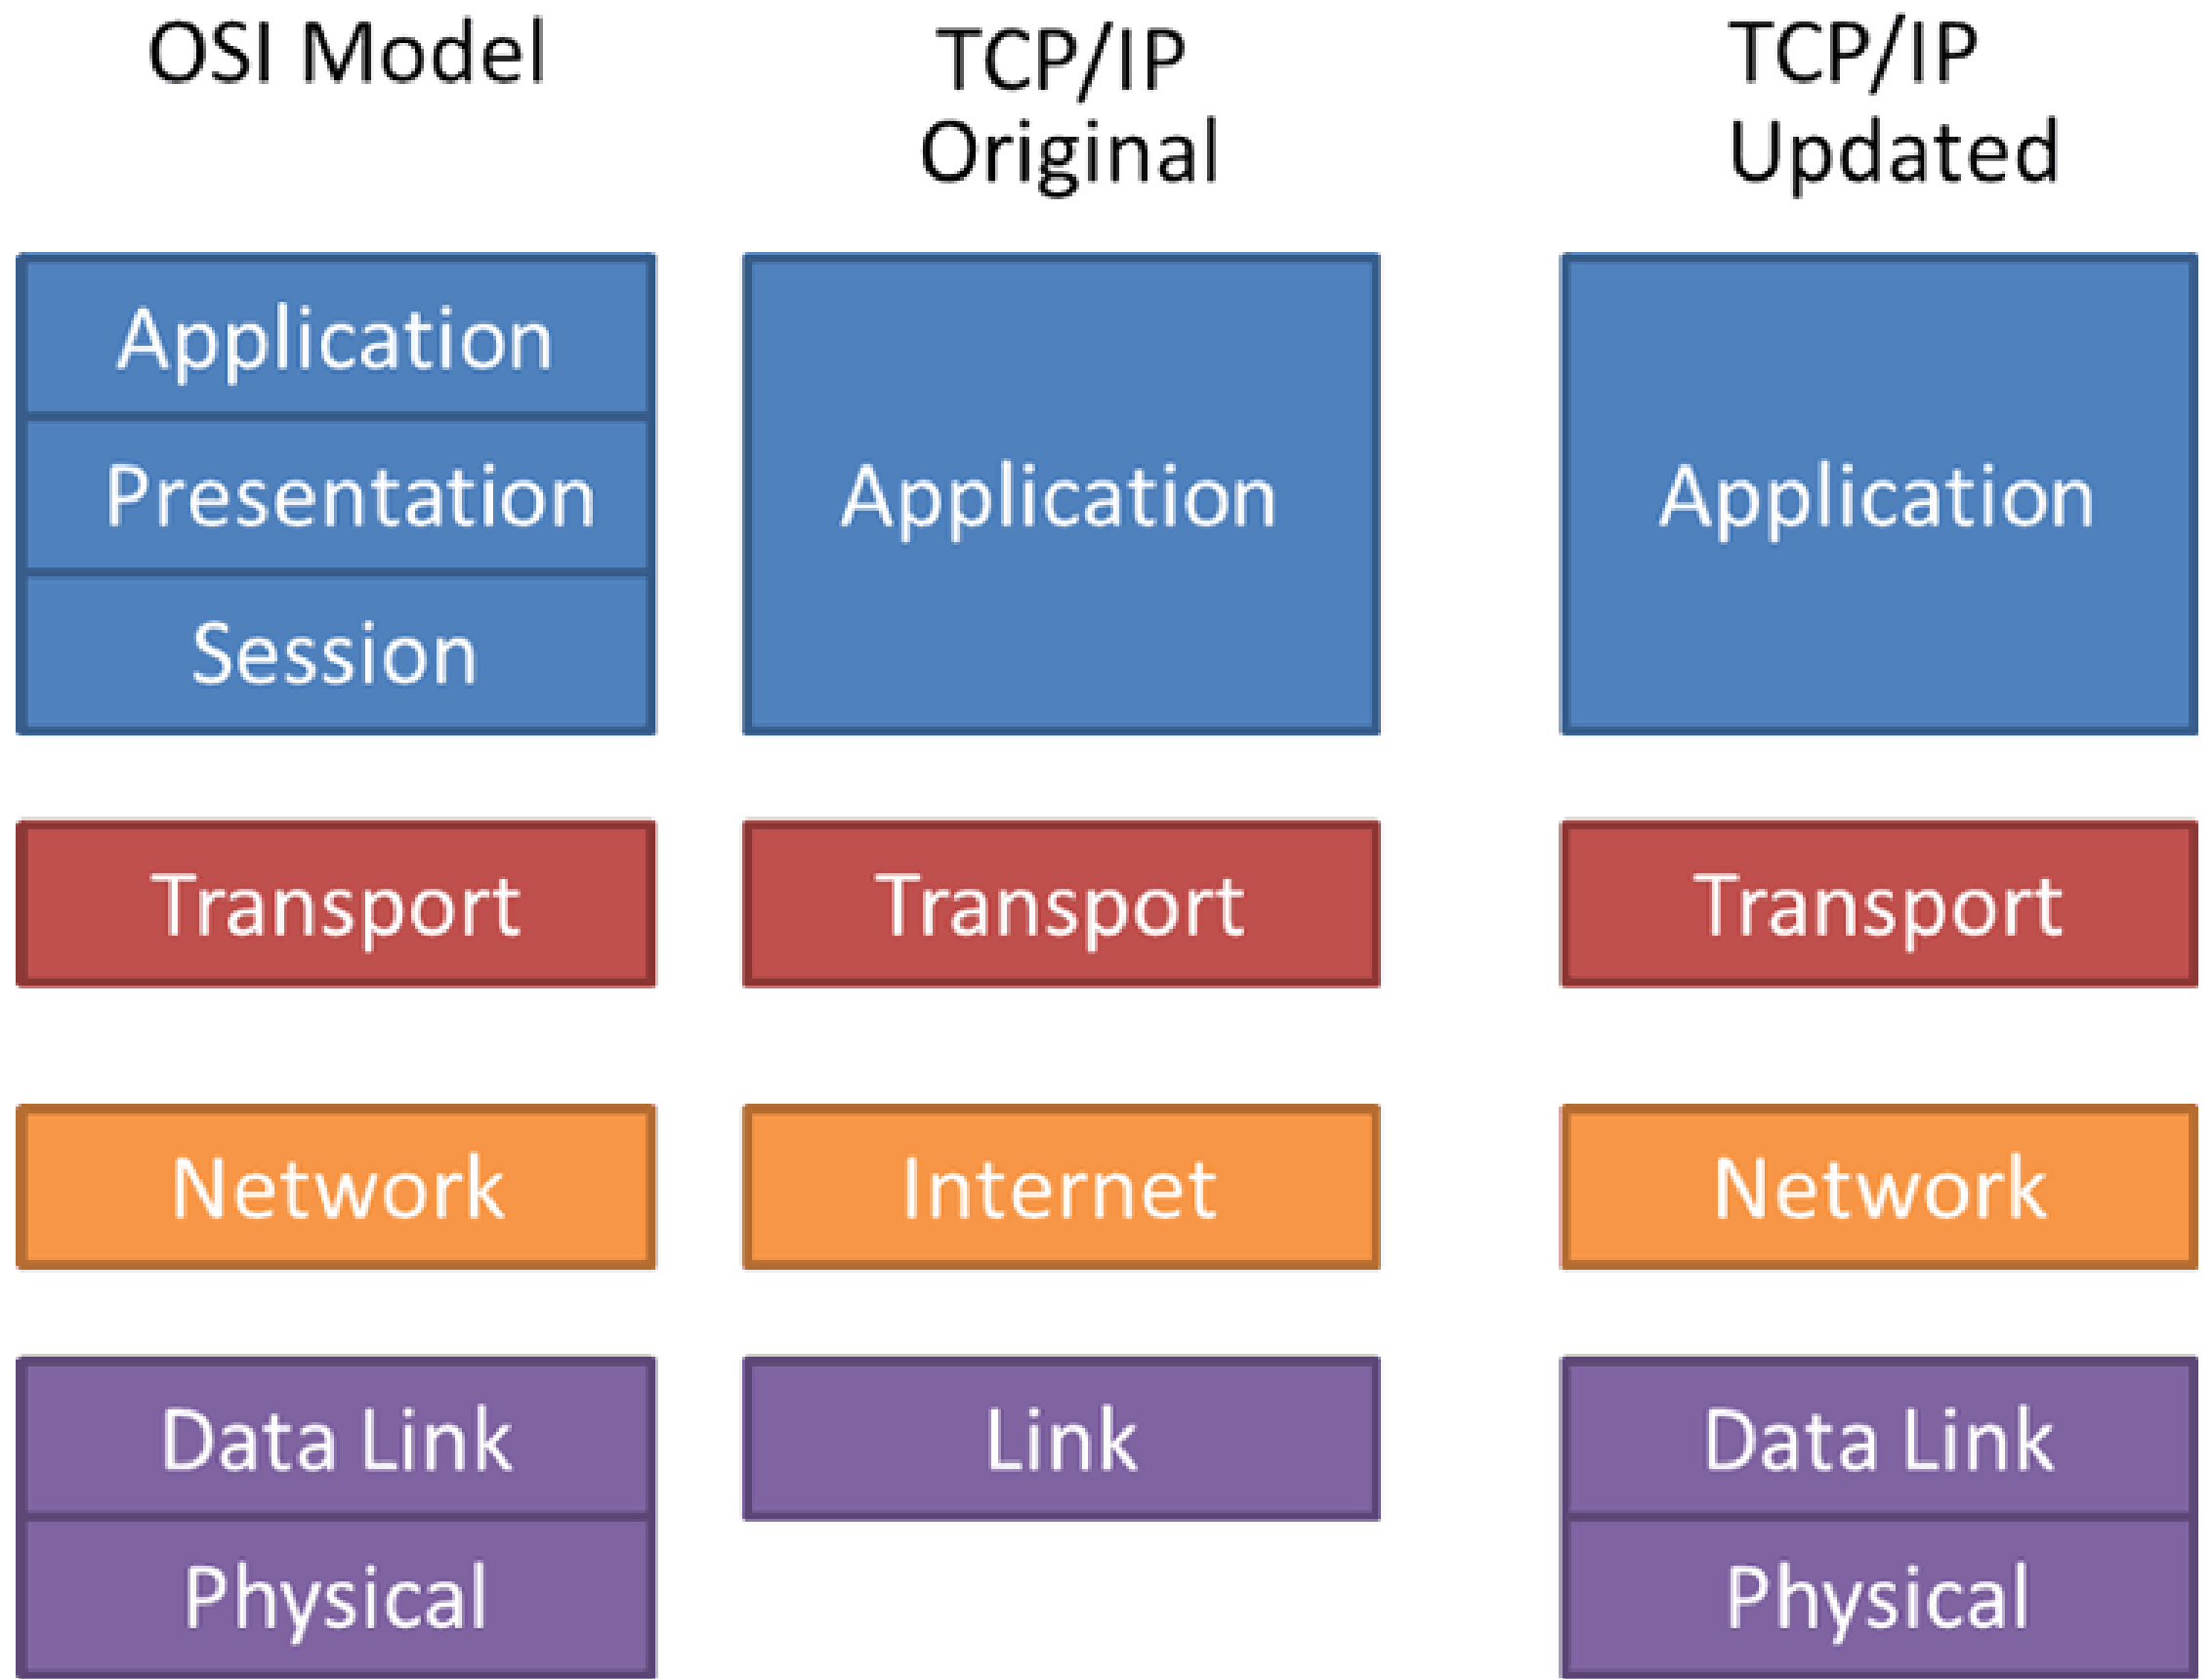 OSI Model
TCP/IP
Original
TCP/IP
Updated
Application
Presentation
Session
Application
Application
Transport
Transport
Transport
Network
Internet
Network
Data Link
Link
Data Link
Physical
Physical